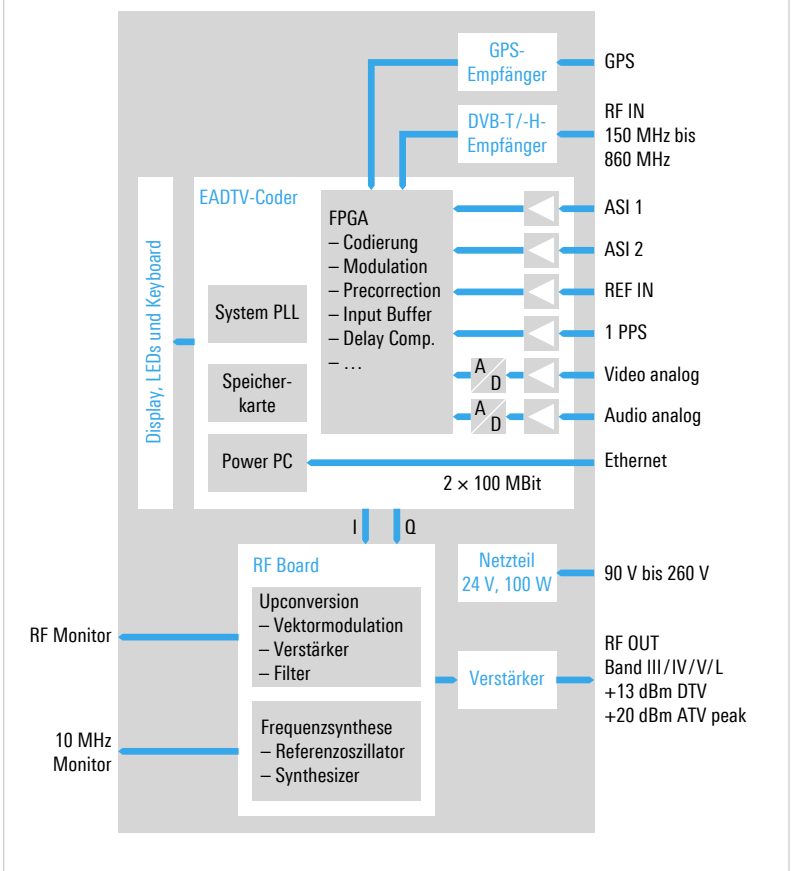 GPS-
Empfänger
GPS
DVB-T/-H-
Empfänger
RF IN
150 MHz bis
860 MHz
Display, LEDs und Keyboard
EADTV-Coder
System PLL
Speicher-
karte
Power PC
FPGA
– Codierung
– Modulation
– Precorrection
– Input Buffer
– Delay Comp.
– …
A
D
A
D
ASI 1
ASI 2
REF IN
1 PPS
Video analog
Audio analog
Ethernet
2 × 100 MBit
I
Q
RF Board
Upconversion
– Vektormodulation
– Verstärker
– Filter
Frequenzsynthese
– Referenzoszillator
– Synthesizer
RF Monitor
10 MHz
Monitor
Netzteil
24 V, 100 W
90 V bis 260 V
Verstärker
RF OUT
Band III/IV/V/L
+13 dBm DTV
+20 dBm ATV peak